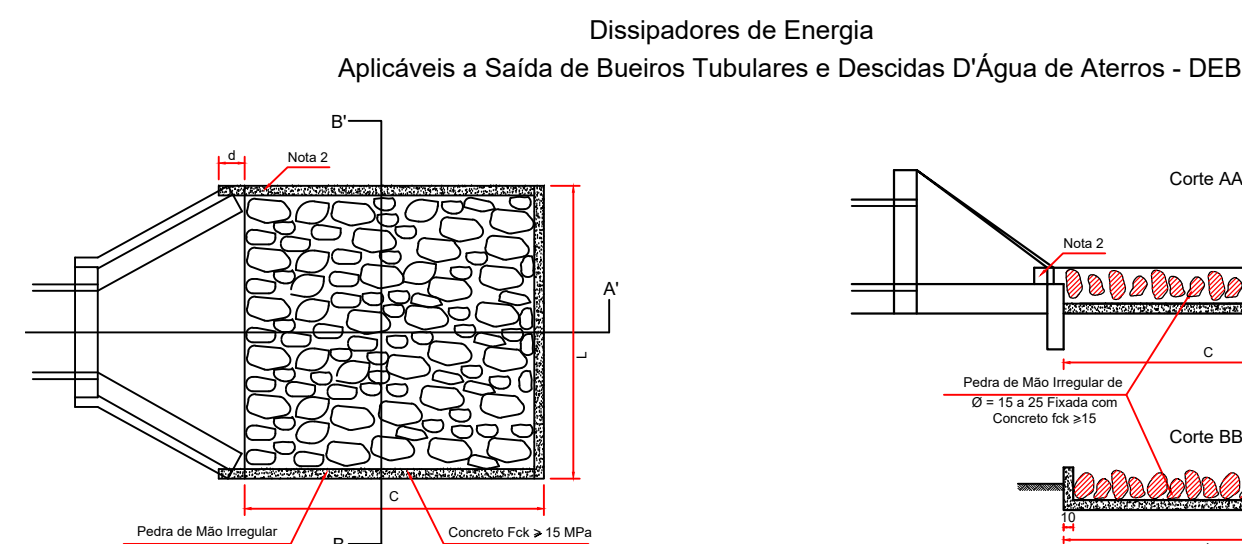 Dissipadores de Energia
Aplicáveis a Saída de Bueiros Tubulares e Descidas D'Água de Aterros - DEB
B'
d
Nota 2
A'
L
C
Pedra de Mão Irregular
Concreto Fck ⩾ 15 MPa
B
Corte AA
Nota 2
C
Pedra de Mão Irregular de
Ø = 15 a 25 Fixada com
Concreto fck ⩾15
Corte BB
10